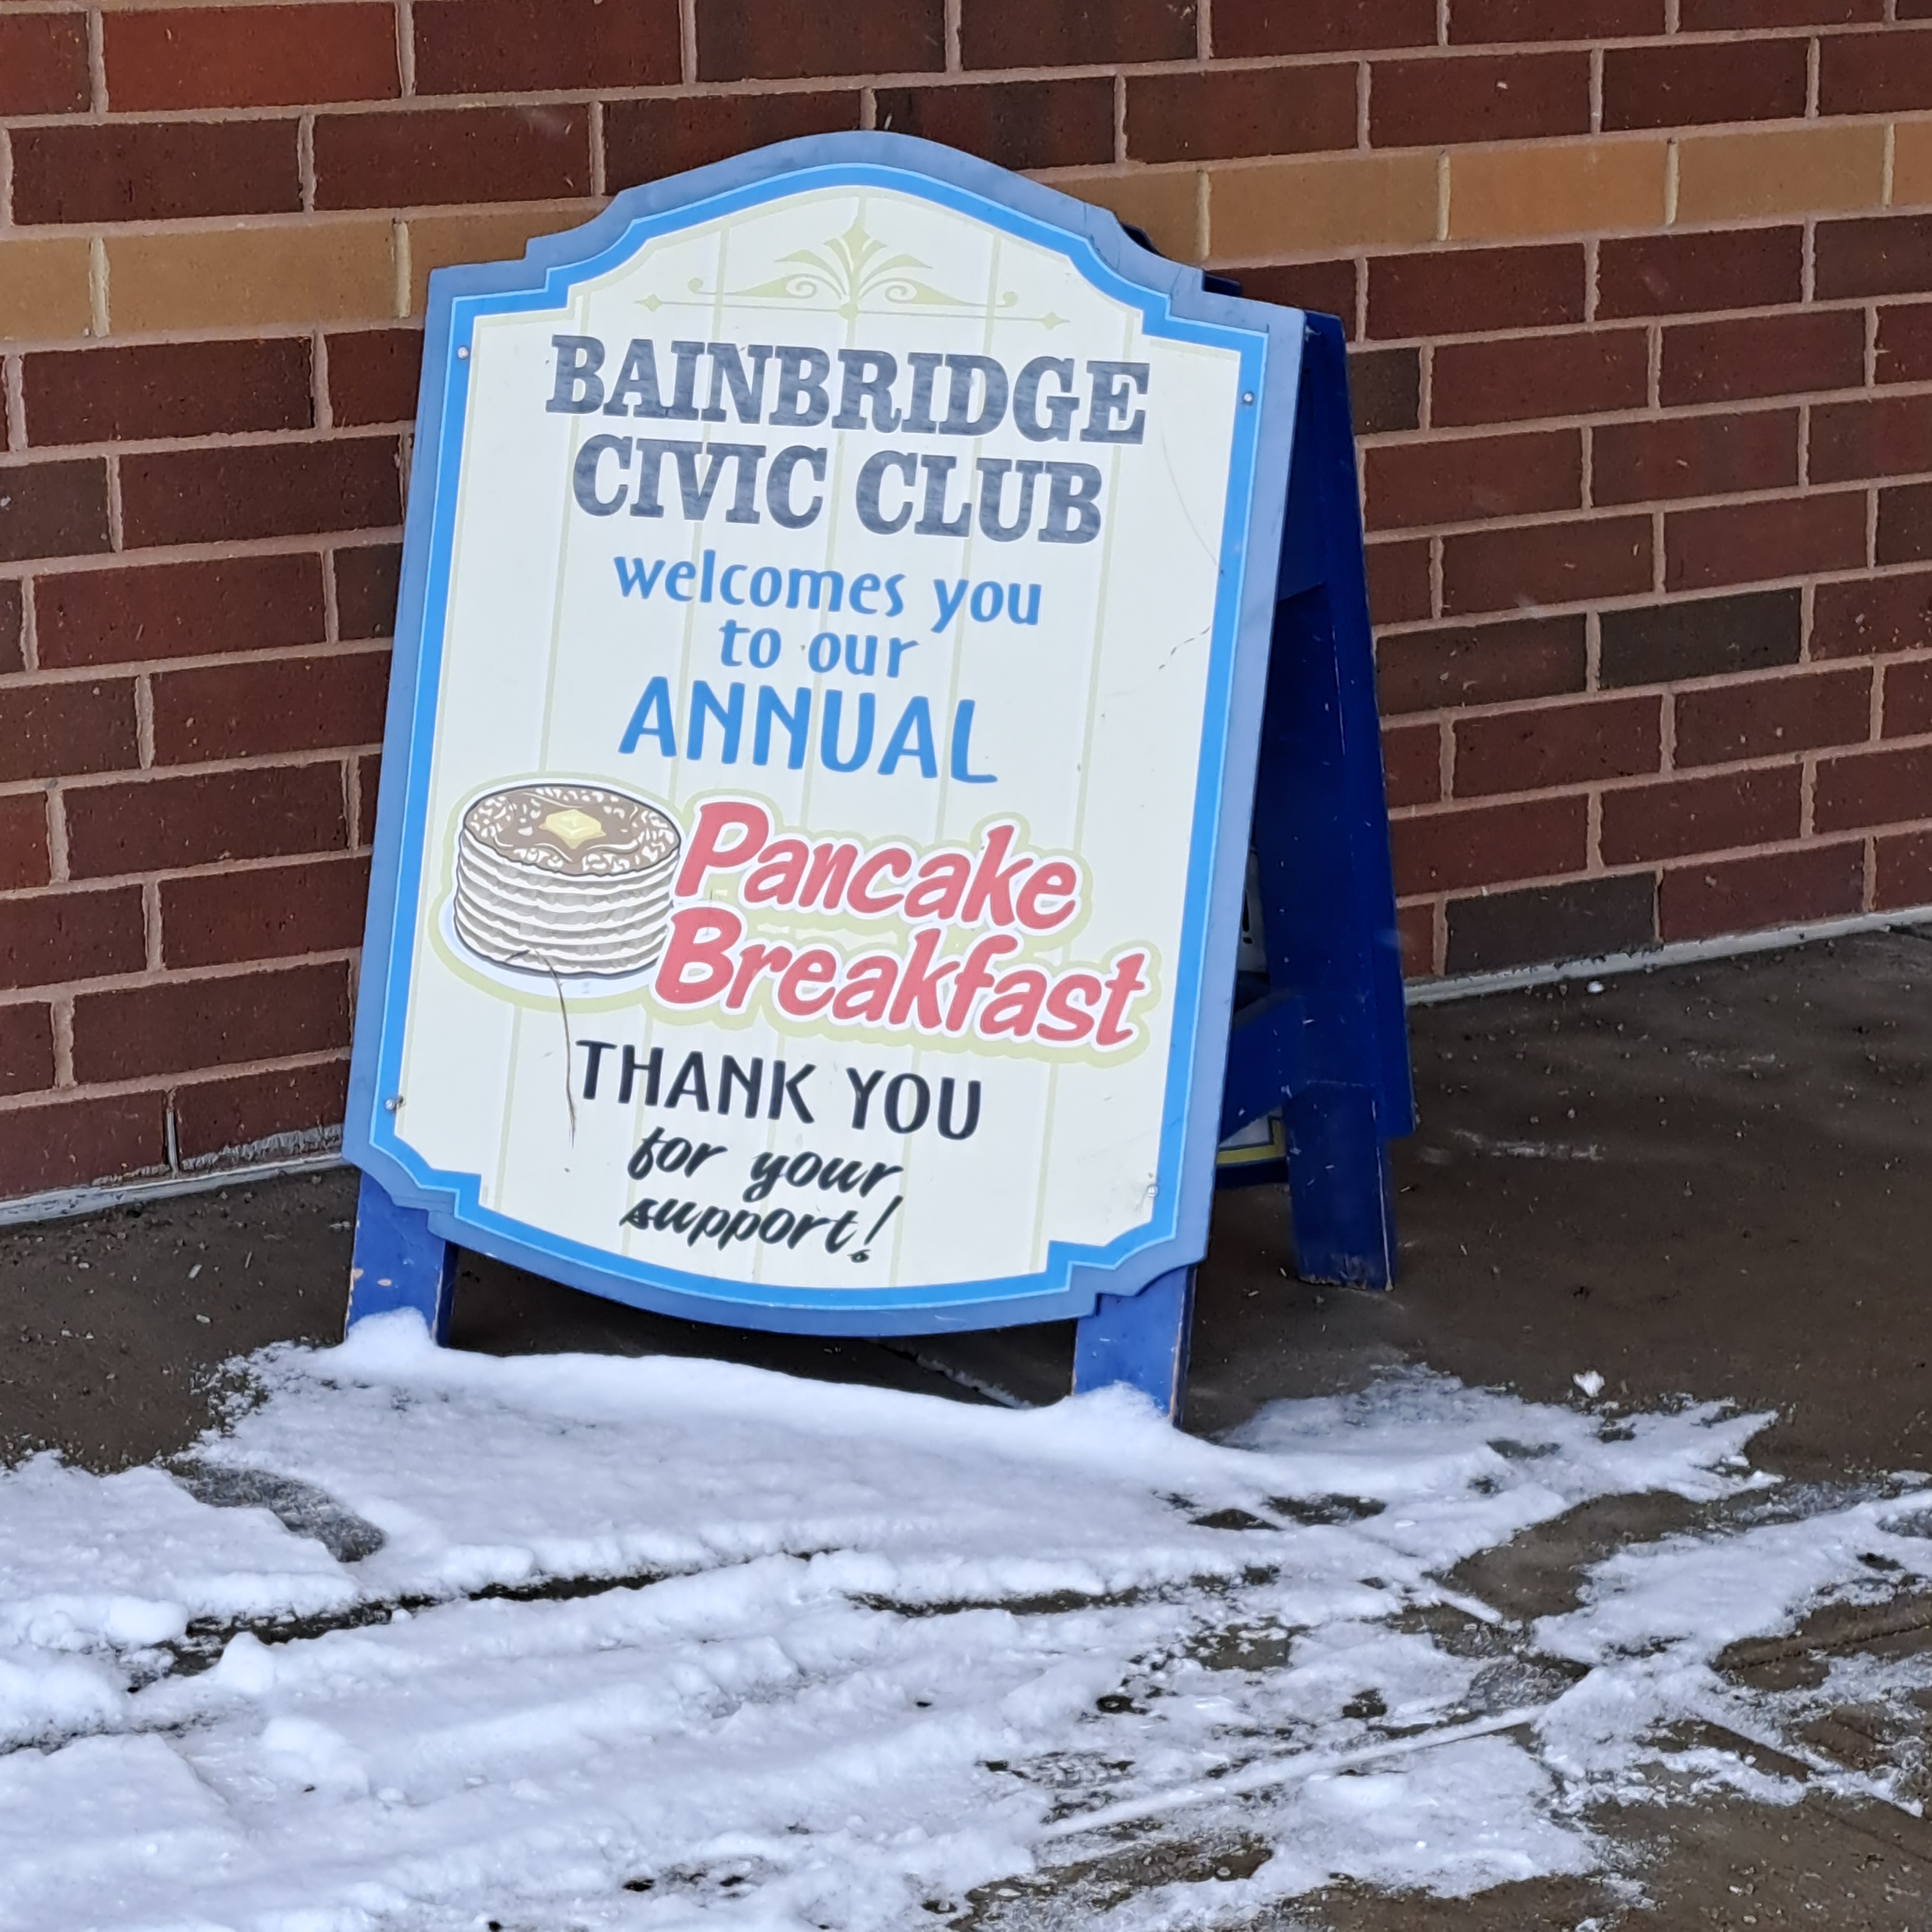 BAINBRIDGE
CIVIC CLUB
welcomes you
to our
ANNUAL
Pancake
Breakfast
THANK YOU
for your
support!